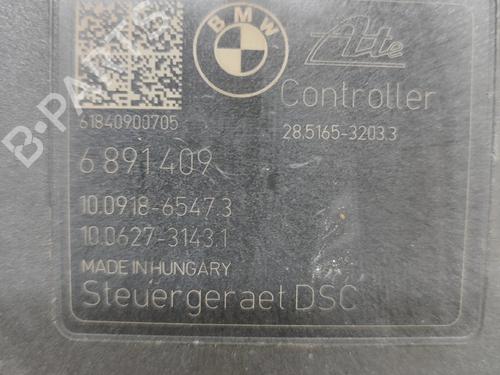 BMW
Ate
Controller
61840900705
28.5165-3203.3
6 891 409
10.0918-6547.3
10.0627-3143.1
MADE IN HUNGARY
Steuergeraet DSC
B-PARTS